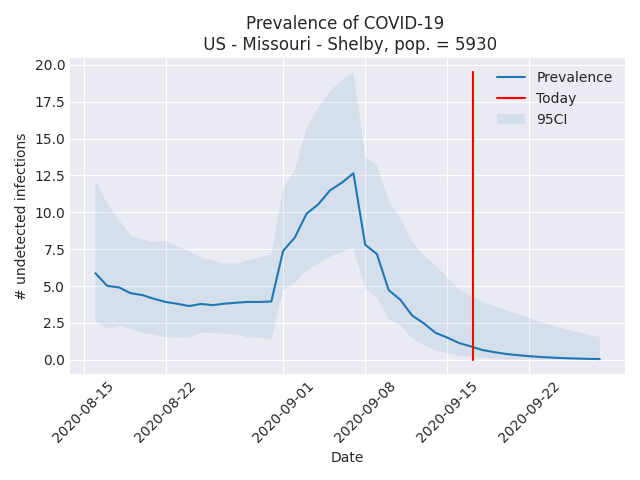 Prevalence of COVID-19
US - Missouri - Shelby, pop. = 5930
20.0
17.5
15.0
12.5
10.0
7.5
5.0
2.5
0.0
# undetected infections
Prevalence
Today
95CI
2020-08-15
2020-08-22
2020-09-01
2020-09-08
2020-09-15
2020-09-22
Date